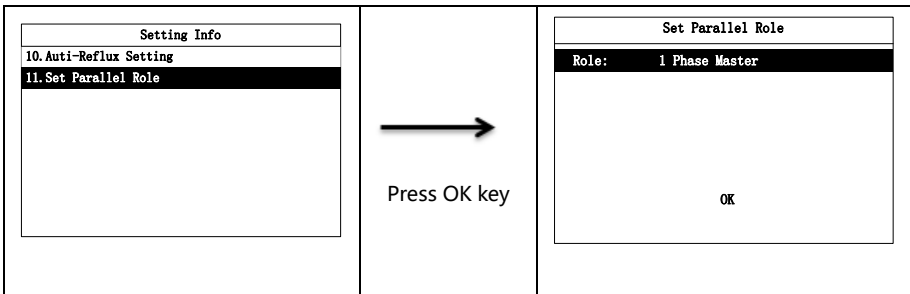 Setting Info
10.Auti-Reflux Setting
11.Set Parallel Role
Press OK key
Set Parallel Role
Role: 1 Phase Master
OK